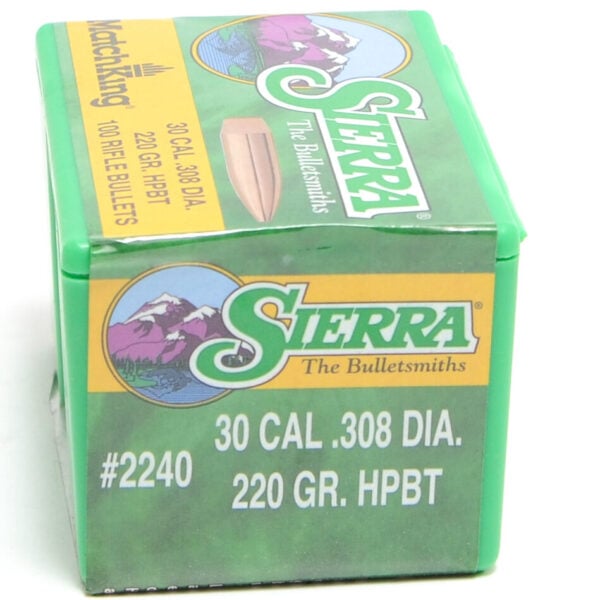 MatchKing®
30 CAL .308 DIA.
220 GR. HPBT
100 RIFLE BULLETS
SIERRA®
The Bulletsmiths
SIERRA®
The Bulletsmiths
#2240
30 CAL .308 DIA.
220 GR. HPBT